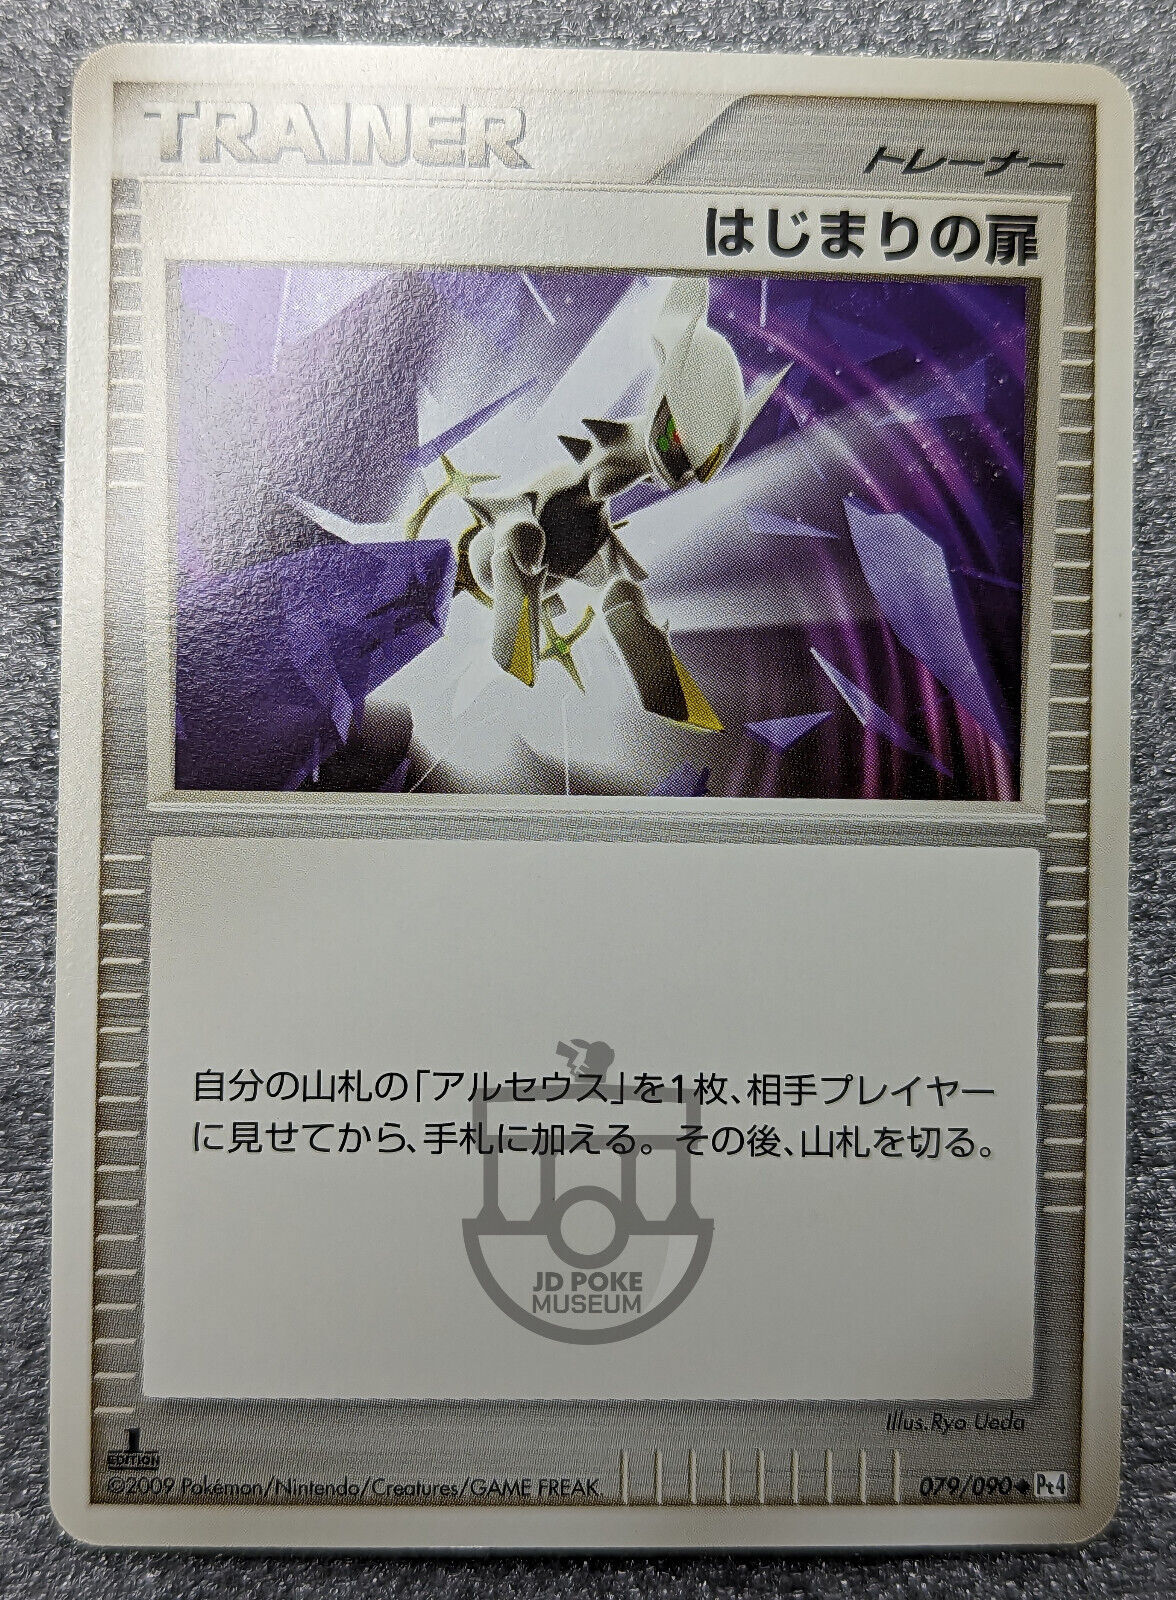 TRAINER
トレーナー
はじまりの扉
自分の山札の「アルセウス」を1枚、相手プレイヤー
に見せてから、手札に加える。その後、山札を切る。
JD POKE
MUSEUM
Illus. Ryo Ueda
1
EDITION
©2009 Pokémon/Nintendo/Creatures/GAME FREAK
079/090 Pt4